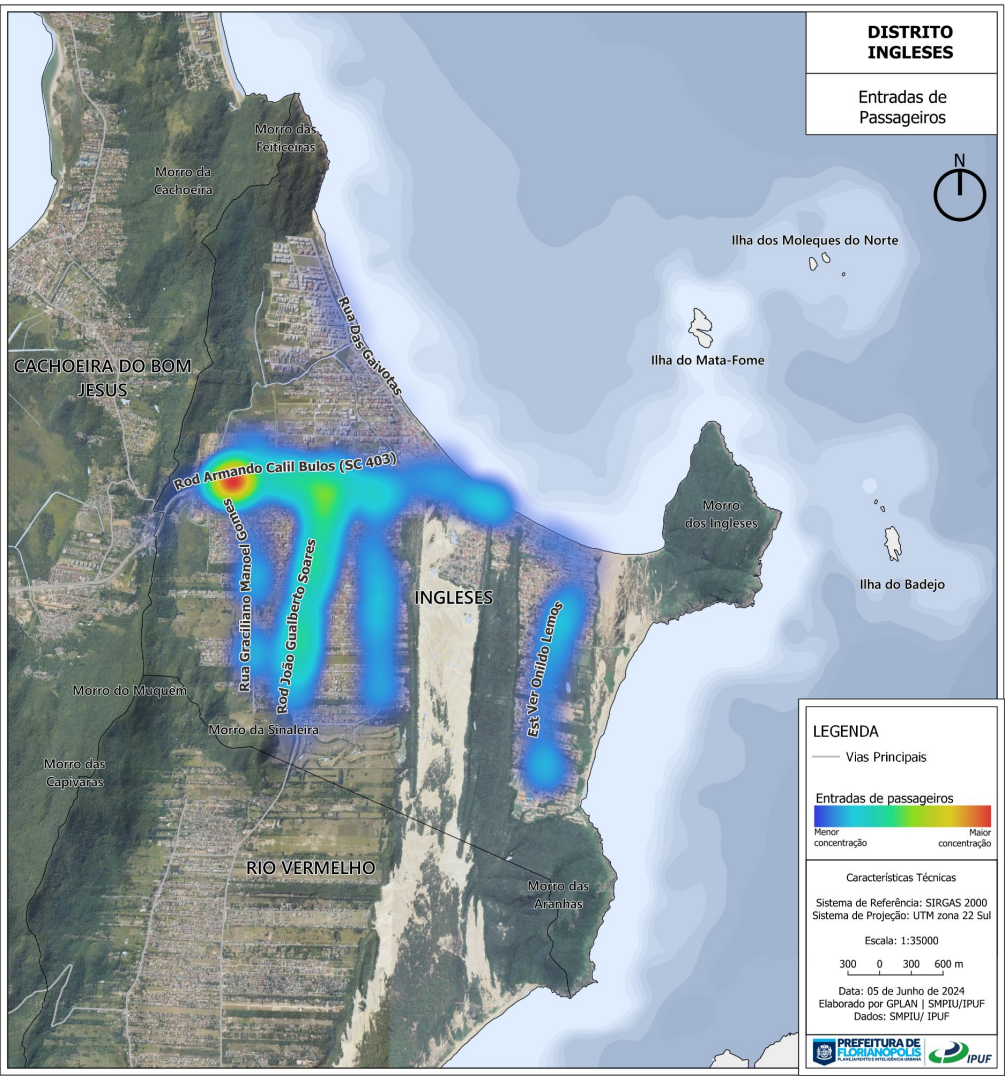 DISTRITO
INGLESES
Entradas de
Passageiros
N
Morro das
Feiticeiras
Morro da
Cachoeira
Ilha dos Moleques do Norte
Rua Das Gaivotas
Ilha do Mata-Fome
CACHOEIRA DO BOM
JESUS
Rod Armando Calil Bulos (SC 403)
Morro
dos Ingleses
Rua Graciliano Manoel Gomes
Rod João Gualberto Soares
INGLESES
Ilha do Badejo
Est Ver Onildo Lemos
Morro do Muquém
Morro da Sinaleira
Morro das
Capivaras
RIO VERMELHO
Morro das
Aranhas
LEGENDA
Vias Principais
Entradas de passageiros
Menor
concentração
Maior
concentração
Características Técnicas
Sistema de Referência: SIRGAS 2000
Sistema de Projeção: UTM zona 22 Sul
Escala: 1:35000
300 0 300 600 m
Data: 05 de Junho de 2024
Elaborado por GPLAN | SMPIU/IPUF
Dados: SMPIU/ IPUF
PREFEITURA DE
FLORIANÓPOLIS
PLANEJAMENTO E INTELIGÊNCIA URBANA
IPUF